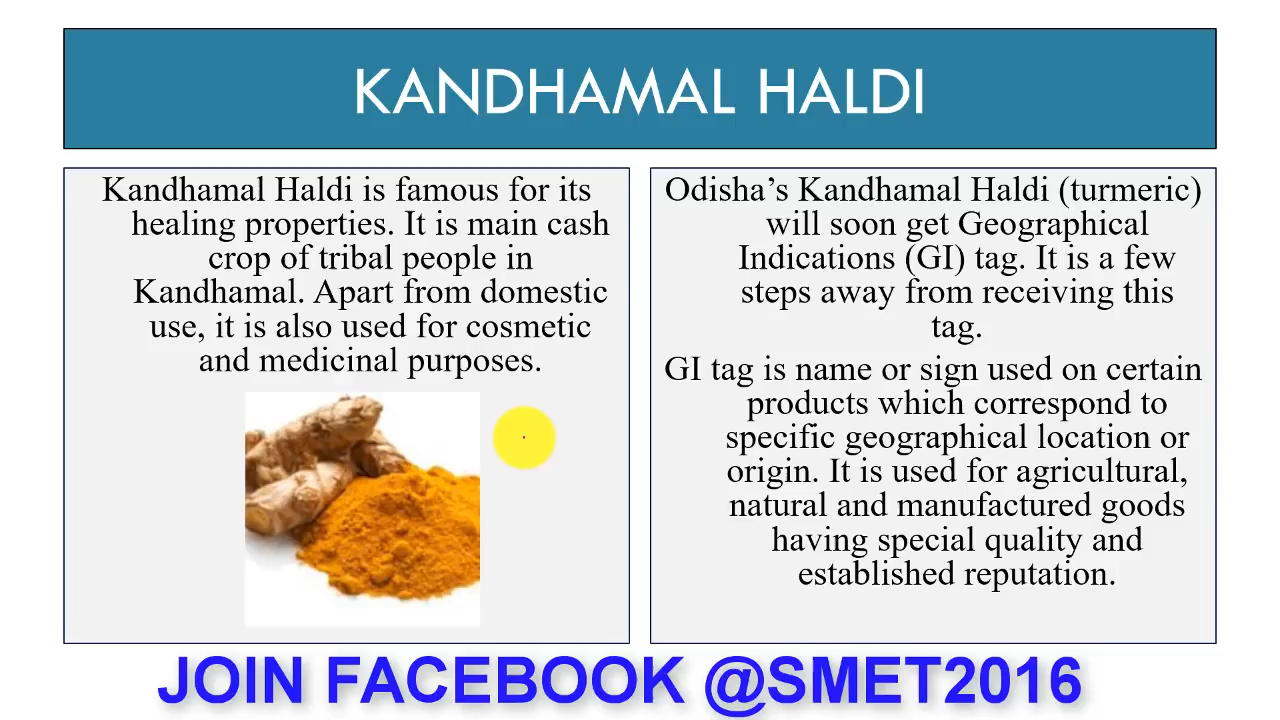 KANDHAMAL HALDI
Kandhamal Haldi is famous for its
healing properties. It is main cash
crop of tribal people in
Kandhamal. Apart from domestic
use, it is also used for cosmetic
and medicinal purposes.
Odisha’s Kandhamal Haldi (turmeric)
will soon get Geographical
Indications (GI) tag. It is a few
steps away from receiving this
tag.
GI tag is name or sign used on certain
products which correspond to
specific geographical location or
origin. It is used for agricultural,
natural and manufactured goods
having special quality and
established reputation.
JOIN FACEBOOK @SMET2016